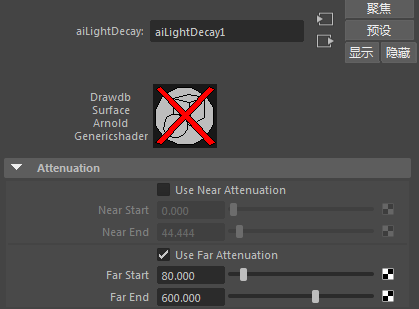 聚焦
aiLightDecay: aiLightDecay1
预设
显示 隐藏
Drawdb
Surface
Arnold
Genericshader
Attenuation
Use Near Attenuation
Near Start 0.000
Near End 44.444
Use Far Attenuation
Far Start 80.000
Far End 600.000